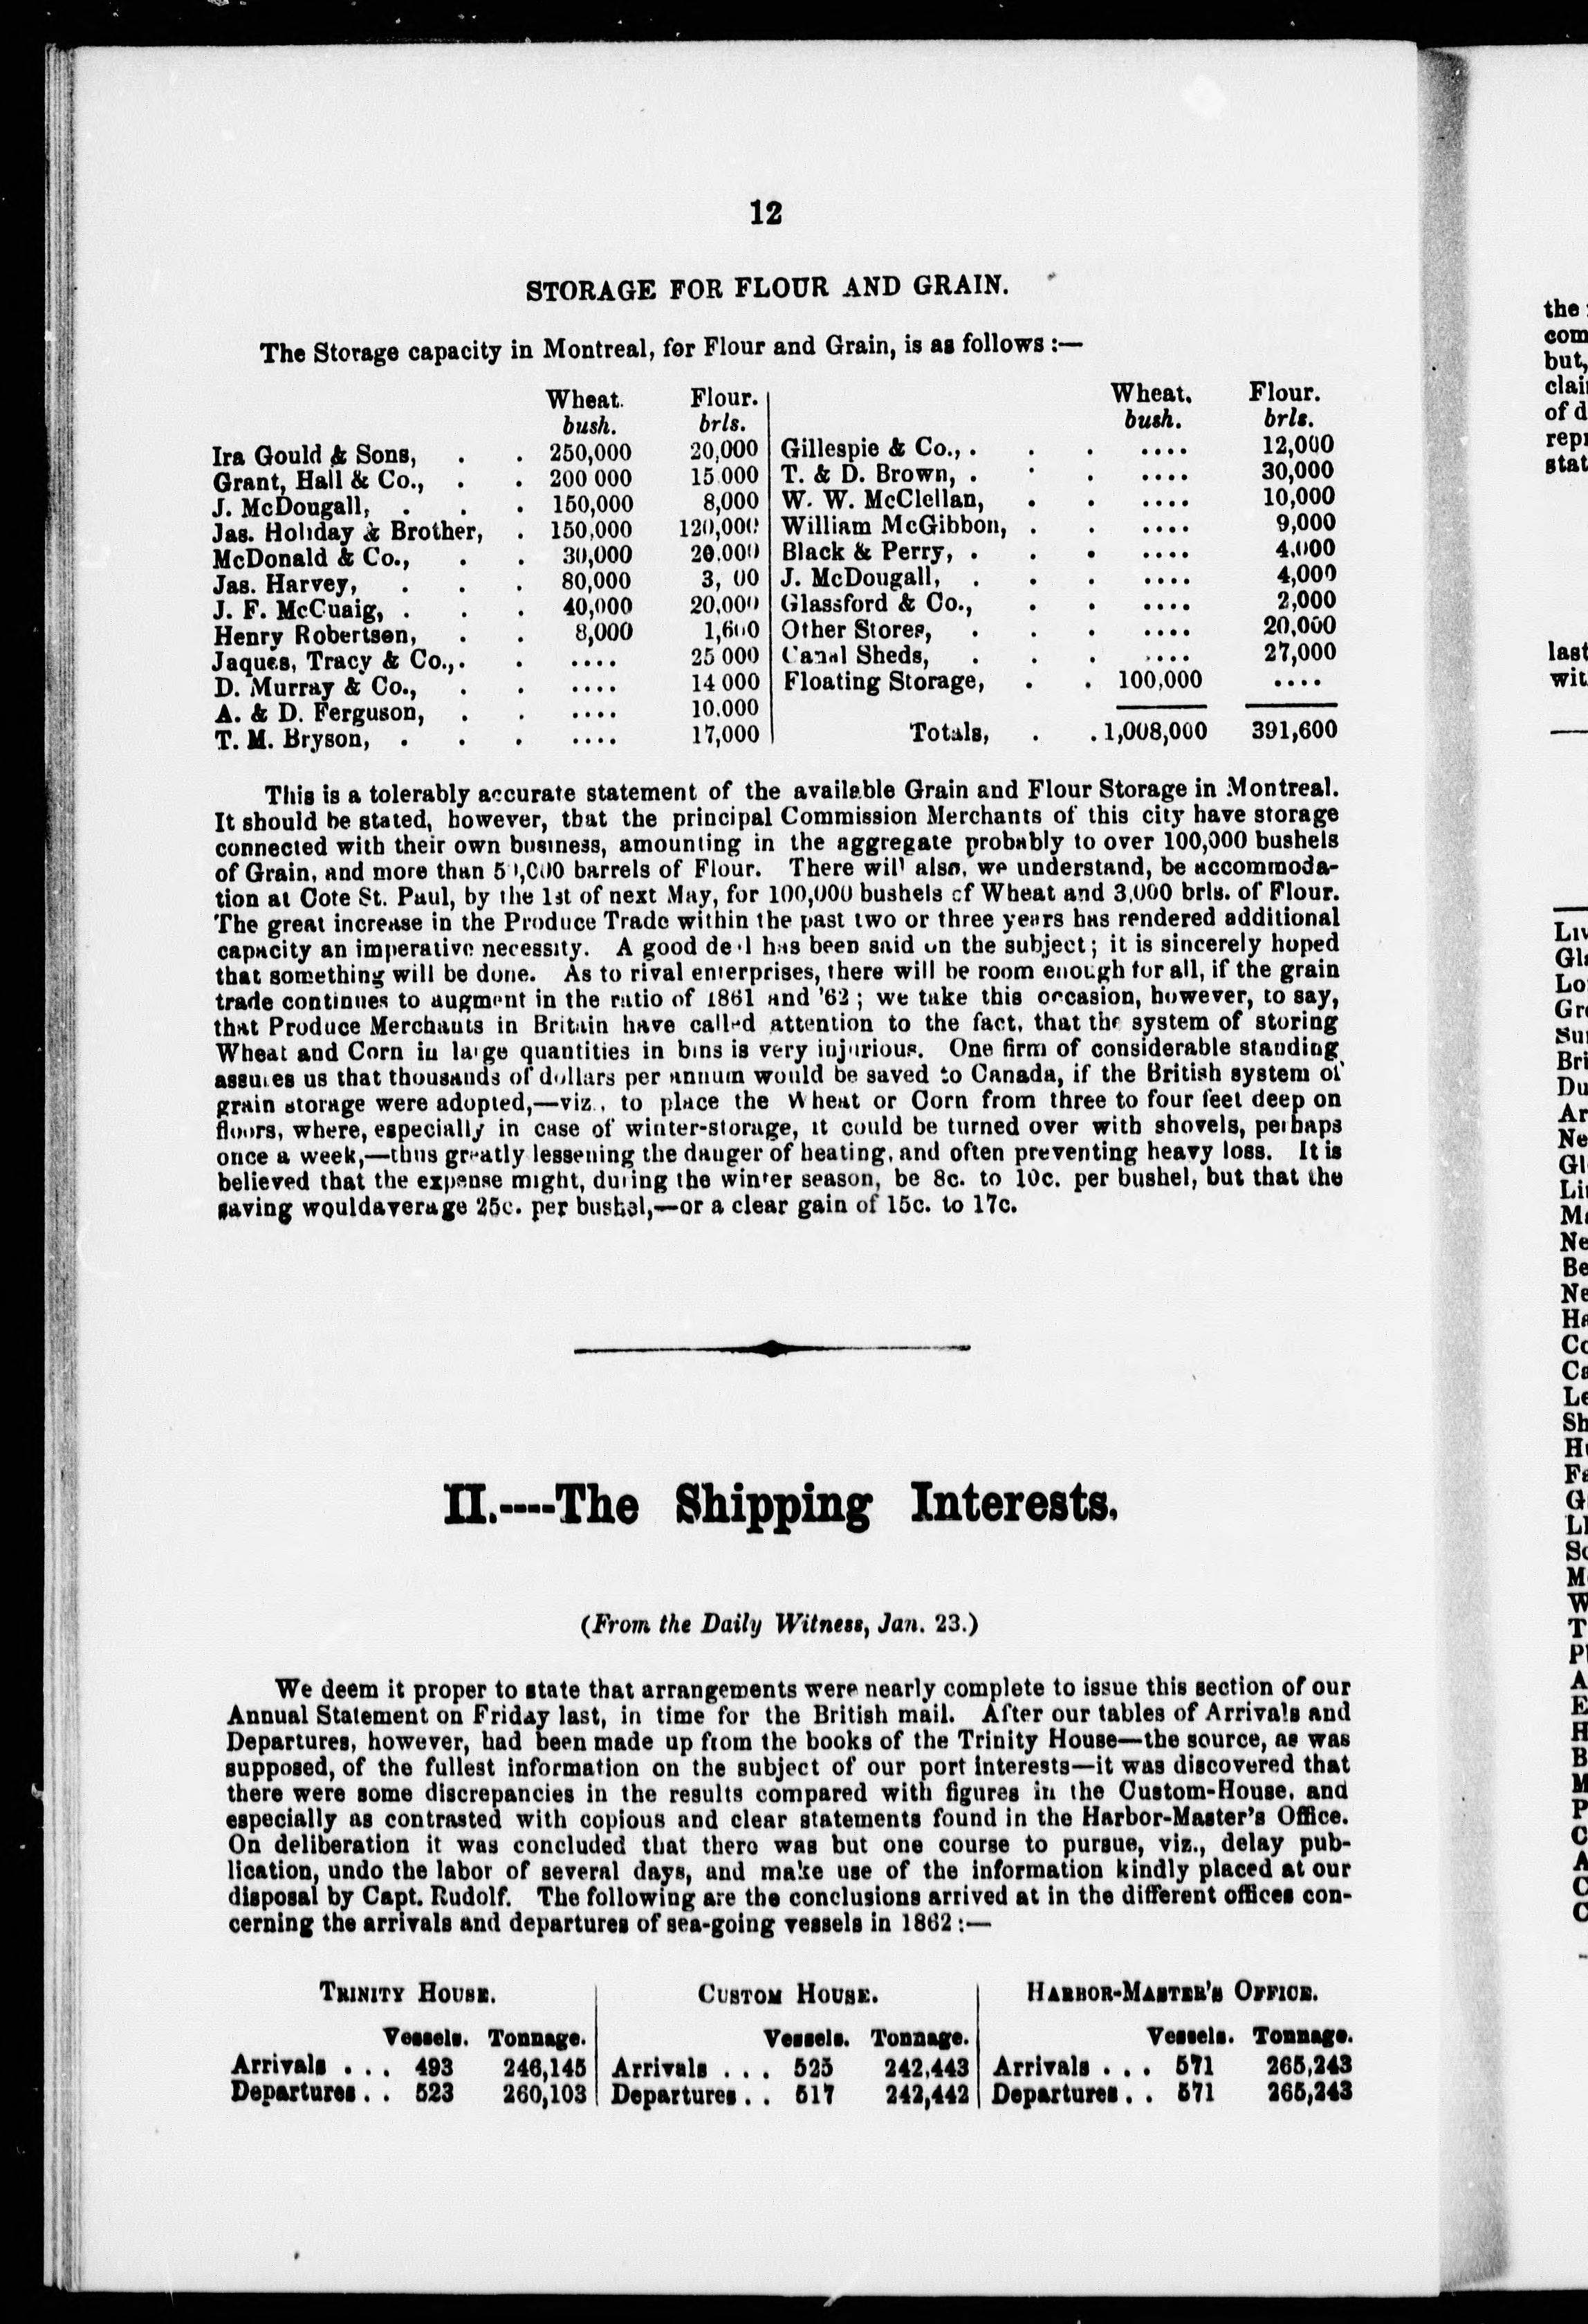 12
STORAGE FOR FLOUR AND GRAIN.
The Storage capacity in Montreal, for Flour and Grain, is as follows :—
Wheat. Flour. Wheat. Flour.
bush. brls. bush. brls.
Ira Gould & Sons, . . 250,000 20,000 Gillespie & Co., . . . .... 12,000
Grant, Hall & Co., . . 200 000 15 000 T. & D. Brown, . . . .... 30,000
J. McDougall, . . . 150,000 8,000 W. W. McClellan, . . .... 10,000
Jas. Holiday & Brother, . 150,000 120,000 William McGibbon, . . .... 9,000
McDonald & Co., . . 30,000 20.000 Black & Perry, . . . .... 4,000
Jas. Harvey, . . . 80,000 3, 00 J. McDougall, . . . .... 4,000
J. F. McCuaig, . . . 40,000 20,000 Glassford & Co., . . .... 2,000
Henry Robertson, . . 8,000 1,600 Other Stores, . . . .... 20,000
Jaques, Tracy & Co.,. . .... 25 000 Canal Sheds, . . . .... 27,000
D. Murray & Co., . . .... 14 000 Floating Storage, . . 100,000 ....
A. & D. Ferguson, . . .... 10.000
T. M. Bryson, . . . .... 17,000 Totals, . . 1,008,000 391,600
This is a tolerably accurate statement of the available Grain and Flour Storage in Montreal.
It should be stated, however, that the principal Commission Merchants of this city have storage
connected with their own business, amounting in the aggregate probably to over 100,000 bushels
of Grain, and more than 50,000 barrels of Flour. There will also, we understand, be accommoda-
tion at Cote St. Paul, by the 1st of next May, for 100,000 bushels of Wheat and 3,000 brls. of Flour.
The great increase in the Produce Trade within the past two or three years has rendered additional
capacity an imperative necessity. A good deal has been said on the subject; it is sincerely hoped
that something will be done. As to rival enterprises, there will be room enough for all, if the grain
trade continues to augment in the ratio of 1861 and '62 ; we take this occasion, however, to say,
that Produce Merchants in Britain have called attention to the fact, that the system of storing
Wheat and Corn in large quantities in bins is very injurious. One firm of considerable standing
assures us that thousands of dollars per annum would be saved to Canada, if the British system of
grain storage were adopted,—viz., to place the Wheat or Corn from three to four feet deep on
floors, where, especially in case of winter-storage, it could be turned over with shovels, perhaps
once a week,—thus greatly lessening the danger of heating, and often preventing heavy loss. It is
believed that the expense might, during the winter season, be 8c. to 10c. per bushel, but that the
saving wouldaverage 25c. per bushel,—or a clear gain of 15c. to 17c.
II.----The Shipping Interests.
(From the Daily Witness, Jan. 23.)
We deem it proper to state that arrangements were nearly complete to issue this section of our
Annual Statement on Friday last, in time for the British mail. After our tables of Arrivals and
Departures, however, had been made up from the books of the Trinity House—the source, as was
supposed, of the fullest information on the subject of our port interests—it was discovered that
there were some discrepancies in the results compared with figures in the Custom-House, and
especially as contrasted with copious and clear statements found in the Harbor-Master's Office.
On deliberation it was concluded that there was but one course to pursue, viz., delay pub-
lication, undo the labor of several days, and make use of the information kindly placed at our
disposal by Capt. Rudolf. The following are the conclusions arrived at in the different offices con-
cerning the arrivals and departures of sea-going vessels in 1862 :—
TRINITY HOUSE. CUSTOM HOUSE. HARBOR-MASTER'S OFFICE.
Vessels. Tonnage. Vessels. Tonnage. Vessels. Tonnage.
Arrivals . . . 493 246,145 Arrivals . . . 525 242,443 Arrivals . . . 571 265,243
Departures . . 523 260,103 Departures . . 517 242,442 Departures . . 571 265,243